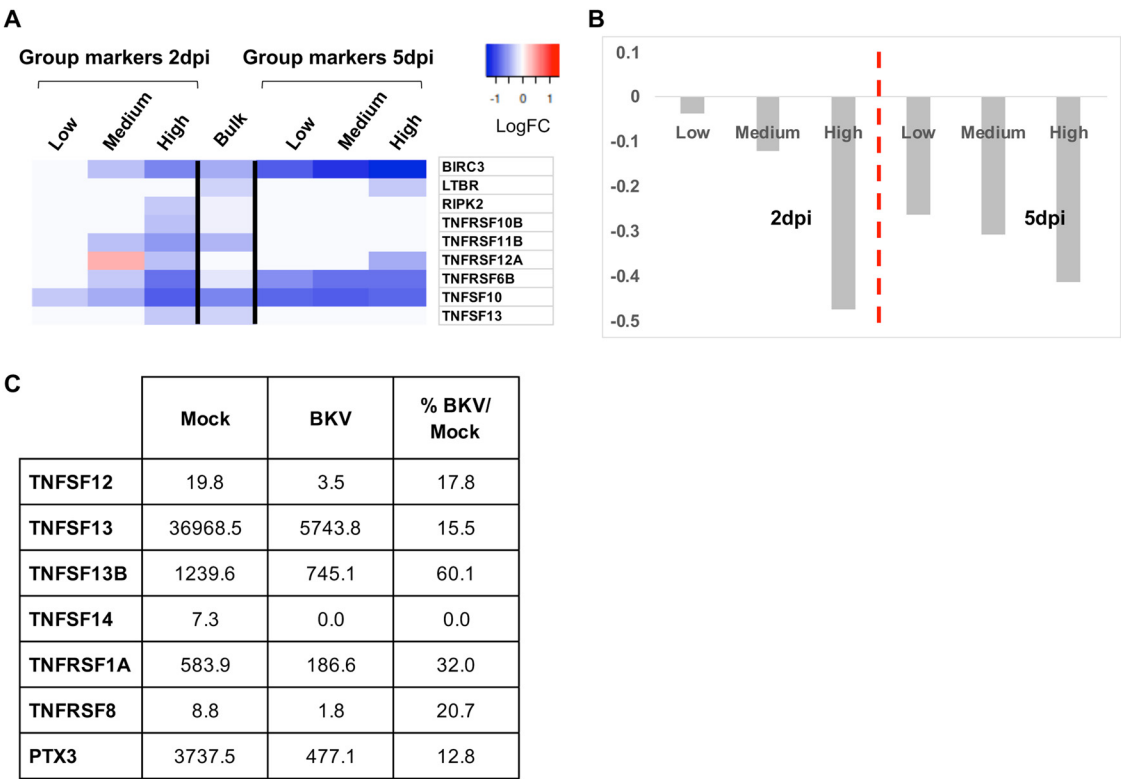 A
Group markers 2dpi
Group markers 5dpi
Low
Medium
High
Bulk
Low
Medium
High
-1 0 1
LogFC
BIRC3
LTBR
RIPK2
TNFRSF10B
TNFRSF11B
TNFRSF12A
TNFRSF6B
TNFSF10
TNFSF13
B
0.1
0
-0.1
-0.2
-0.3
-0.4
-0.5
Low Medium High Low Medium High
2dpi 5dpi
C
Mock BKV % BKV/
Mock
TNFSF12 19.8 3.5 17.8
TNFSF13 36968.5 5743.8 15.5
TNFSF13B 1239.6 745.1 60.1
TNFSF14 7.3 0.0 0.0
TNFRSF1A 583.9 186.6 32.0
TNFRSF8 8.8 1.8 20.7
PTX3 3737.5 477.1 12.8